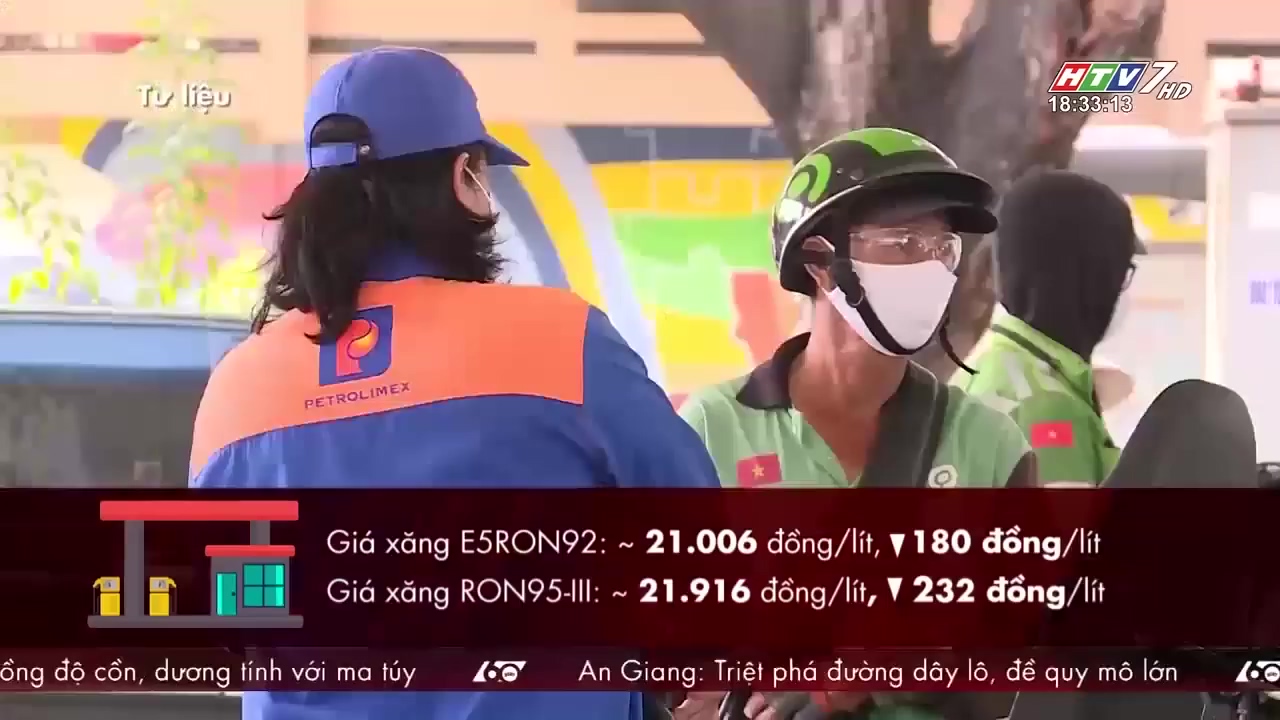 Tư liệu
HTV7HD
18:33:13
PETROLIMEX
Giá xăng E5RON92: ~ 21.006 đồng/lít, ▼180 đồng/lít
Giá xăng RON95-III: ~ 21.916 đồng/lít, ▼ 232 đồng/lít
ồng độ cồn, dương tính với ma túy
60
An Giang: Triệt phá đường dây lô, đề quy mô lớn